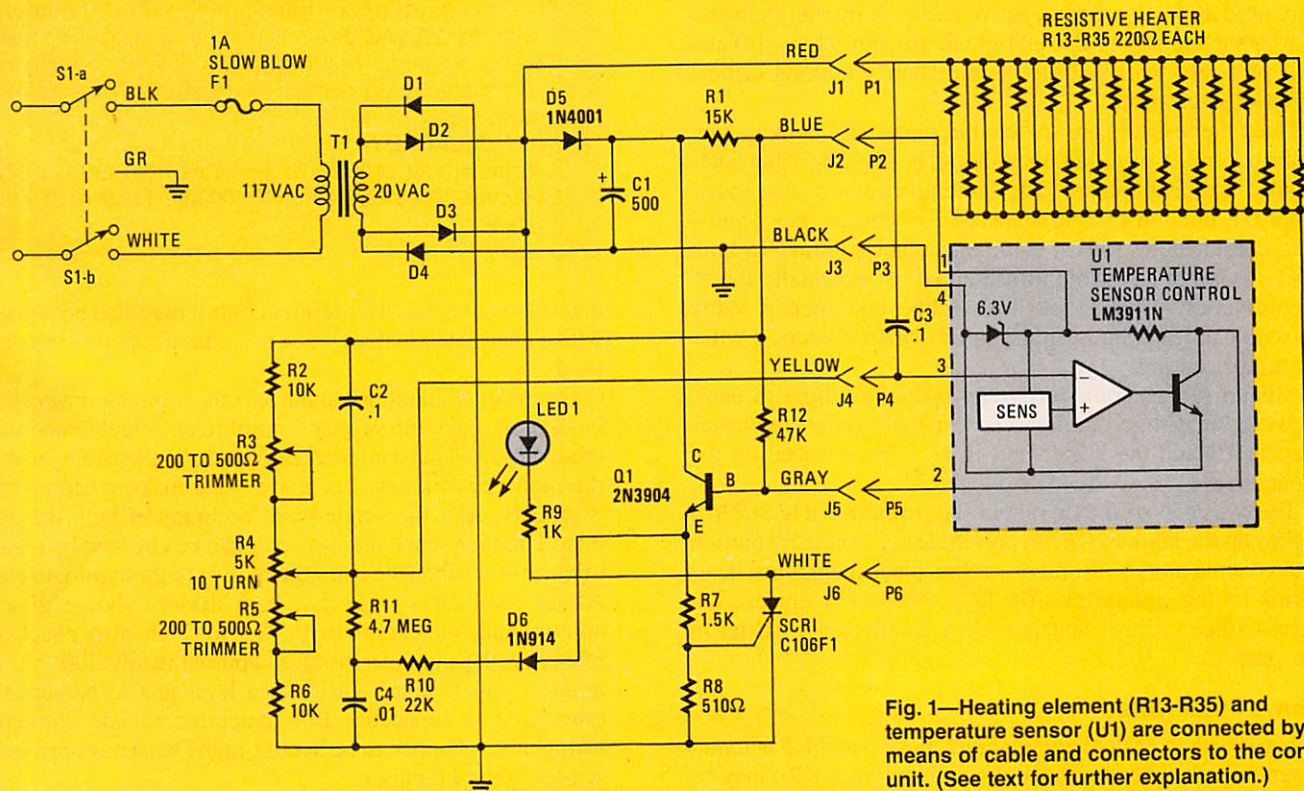 RESISTIVE HEATER
R13-R35 220Ω EACH
1A
SLOW BLOW
F1
S1-a
BLK
RED
J1
P1
D1
D5
1N4001
R1
15K
BLUE
J2
P2
D2
T1
GR
117 VAC
20 VAC
+
C1
500
D3
BLACK
J3
P3
WHITE
S1-b
D4
1
4
U1
TEMPERATURE
SENSOR CONTROL
LM3911N
6.3V
C3
.1
YELLOW
J4
P4
3
−
+
SENS
R2
10K
C2
.1
LED 1
R12
47K
R3
200 TO 500Ω
TRIMMER
Q1
2N3904
C
B
E
GRAY
J5
P5
2
R9
1K
R4
5K
10 TURN
WHITE
J6
P6
R5
200 TO 500Ω
TRIMMER
R11
4.7 MEG
D6
1N914
R7
1.5K
SCRI
C106F1
R10
22K
R6
10K
C4
.01
R8
510Ω
Fig. 1—Heating element (R13-R35) and
temperature sensor (U1) are connected by
means of cable and connectors to the con
unit. (See text for further explanation.)